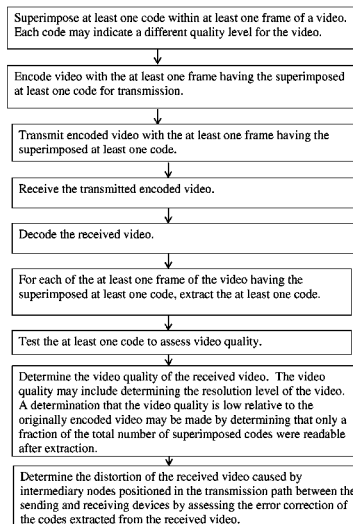 Superimpose at least one code within at least one frame of a video.
Each code may indicate a different quality level for the video.
Encode video with the at least one frame having the superimposed
at least one code for transmission.
Transmit encoded video with the at least one frame having the
superimposed at least one code.
Receive the transmitted encoded video.
Decode the received video.
For each of the at least one frame of the video having the
superimposed at least one code, extract the at least one code.
Test the at least one code to assess video quality.
Determine the video quality of the received video. The video
quality may include determining the resolution level of the video.
A determination that the video quality is low relative to the
originally encoded video may be made by determining that only a
fraction of the total number of superimposed codes were readable
after extraction.
Determine the distortion of the received video caused by
intermediary nodes positioned in the transmission path between the
sending and receiving devices by assessing the error correction of
the codes extracted from the received video.